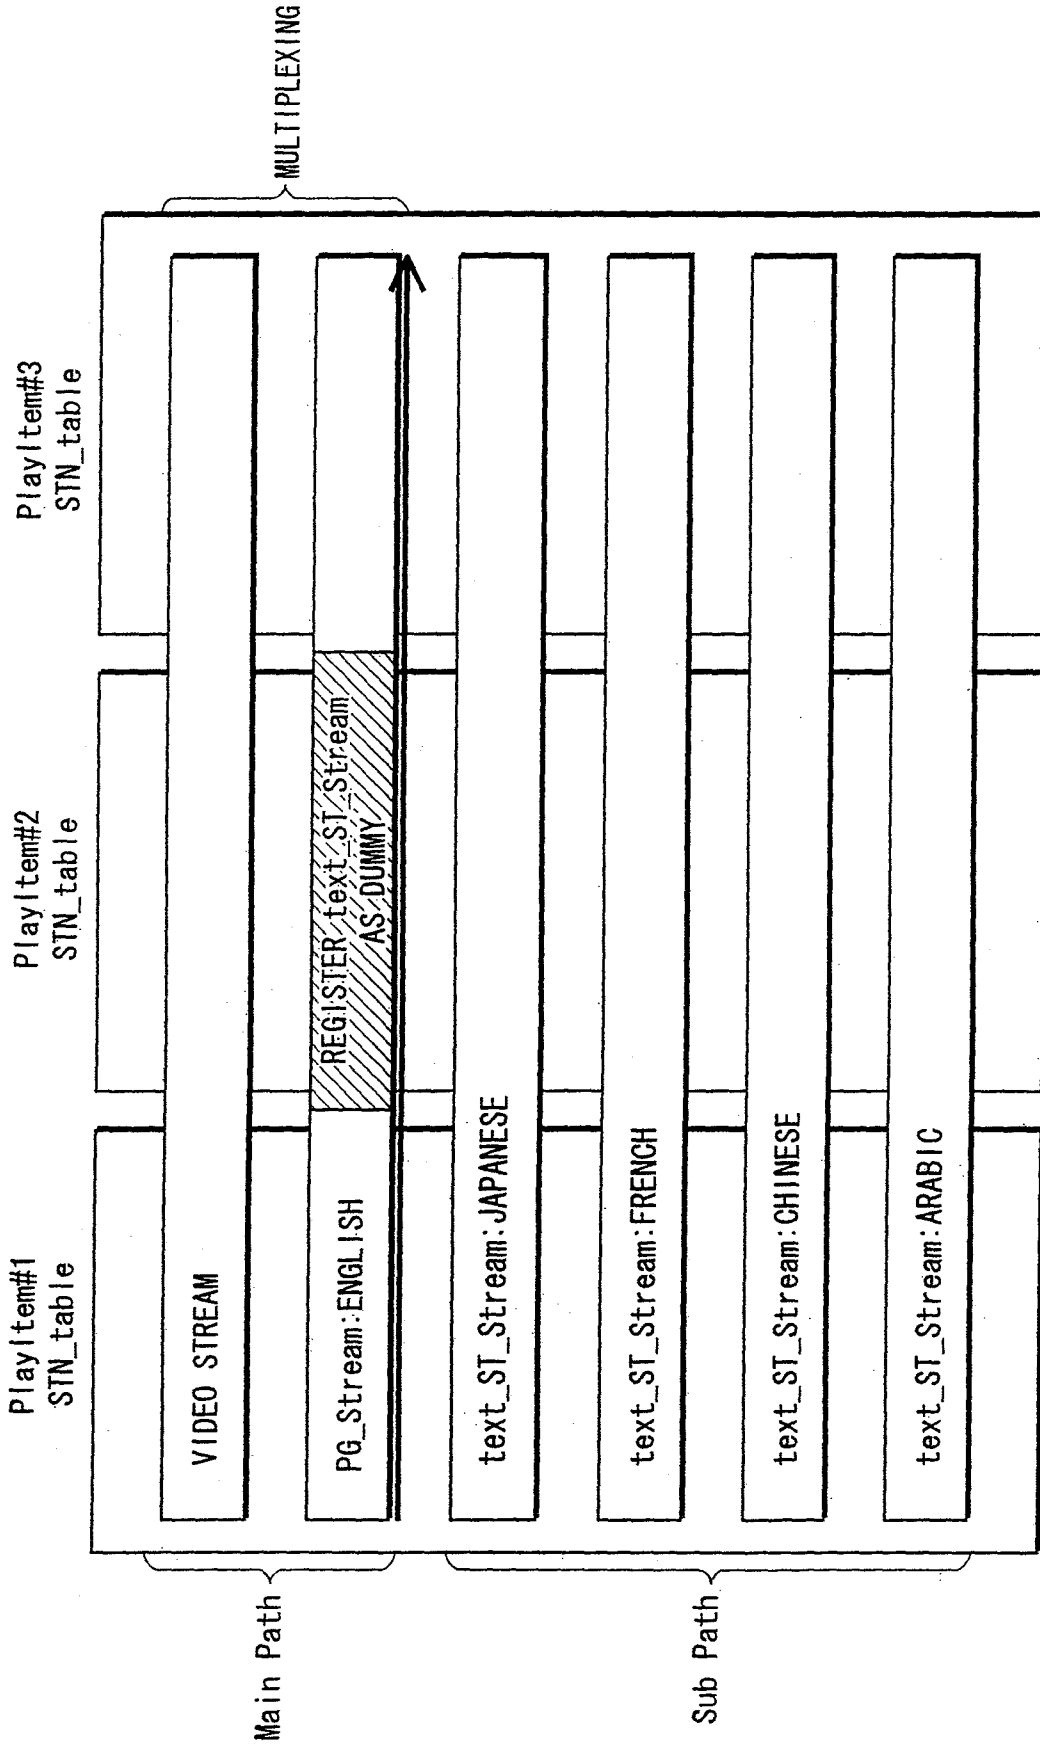 PlayItem#1
STN_table
PlayItem#2
STN_table
PlayItem#3
STN_table
Main Path
VIDEO STREAM
PG_Stream:ENGLISH
REGISTER text_ST_Stream
AS DUMMY
MULTIPLEXING
Sub Path
text_ST_Stream:JAPANESE
text_ST_Stream:FRENCH
text_ST_Stream:CHINESE
text_ST_Stream:ARABIC